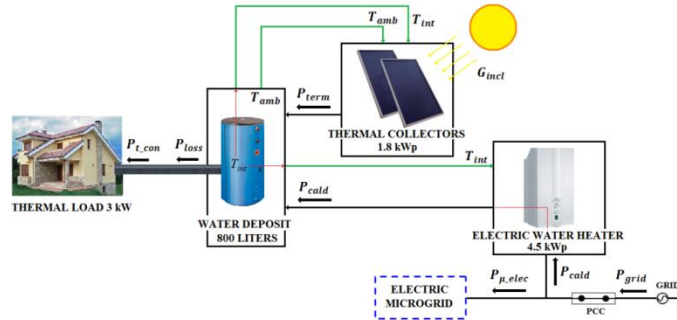 T_amb
T_int
G_incl
T_amb
P_term
THERMAL COLLECTORS
1.8 kWp
P_t_con
P_loss
T_int
T_int
THERMAL LOAD 3 kW
P_cald
WATER DEPOSIT
800 LITERS
ELECTRIC WATER HEATER
4.5 kWp
P_μ_elec
P_cald
P_grid
GRID
ELECTRIC
MICROGRID
PCC